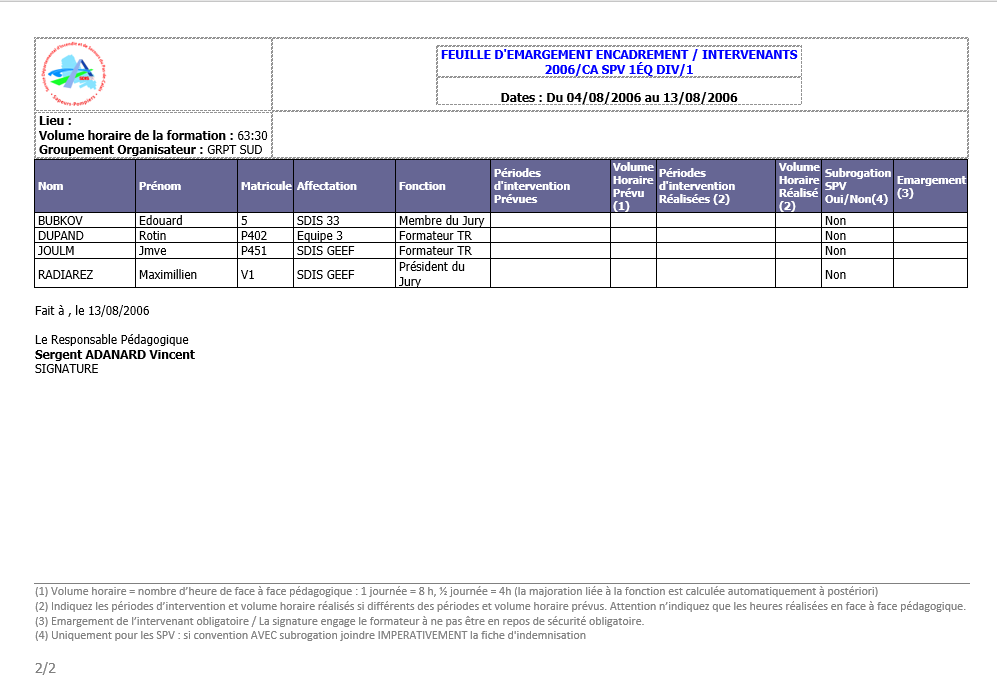 FEUILLE D'EMARGEMENT ENCADREMENT / INTERVENANTS
2006/CA SPV 1ÉQ DIV/1
Dates : Du 04/08/2006 au 13/08/2006
Lieu :
Volume horaire de la formation : 63:30
Groupement Organisateur : GRPT SUD
Nom Prénom Matricule Affectation Fonction Périodes d'intervention Prévues Volume Horaire Prévu (1) Périodes d'intervention Réalisées (2) Volume Horaire Réalisé (2) Subrogation SPV Oui/Non(4) Emargement (3)
BUBKOV Edouard 5 SDIS 33 Membre du Jury Non
DUPAND Rotin P402 Equipe 3 Formateur TR Non
JOULM Jmve P451 SDIS GEEF Formateur TR Non
RADIAREZ Maximillien V1 SDIS GEEF Président du Jury Non
Fait à , le 13/08/2006
Le Responsable Pédagogique
Sergent ADANARD Vincent
SIGNATURE
(1) Volume horaire = nombre d'heure de face à face pédagogique : 1 journée = 8 h, ½ journée = 4h (la majoration liée à la fonction est calculée automatiquement à postériori)
(2) Indiquez les périodes d'intervention et volume horaire réalisés si différents des périodes et volume horaire prévus. Attention n'indiquez que les heures réalisées en face à face pédagogique.
(3) Emargement de l'intervenant obligatoire / La signature engage le formateur à ne pas être en repos de sécurité obligatoire.
(4) Uniquement pour les SPV : si convention AVEC subrogation joindre IMPERATIVEMENT la fiche d'indemnisation
2/2